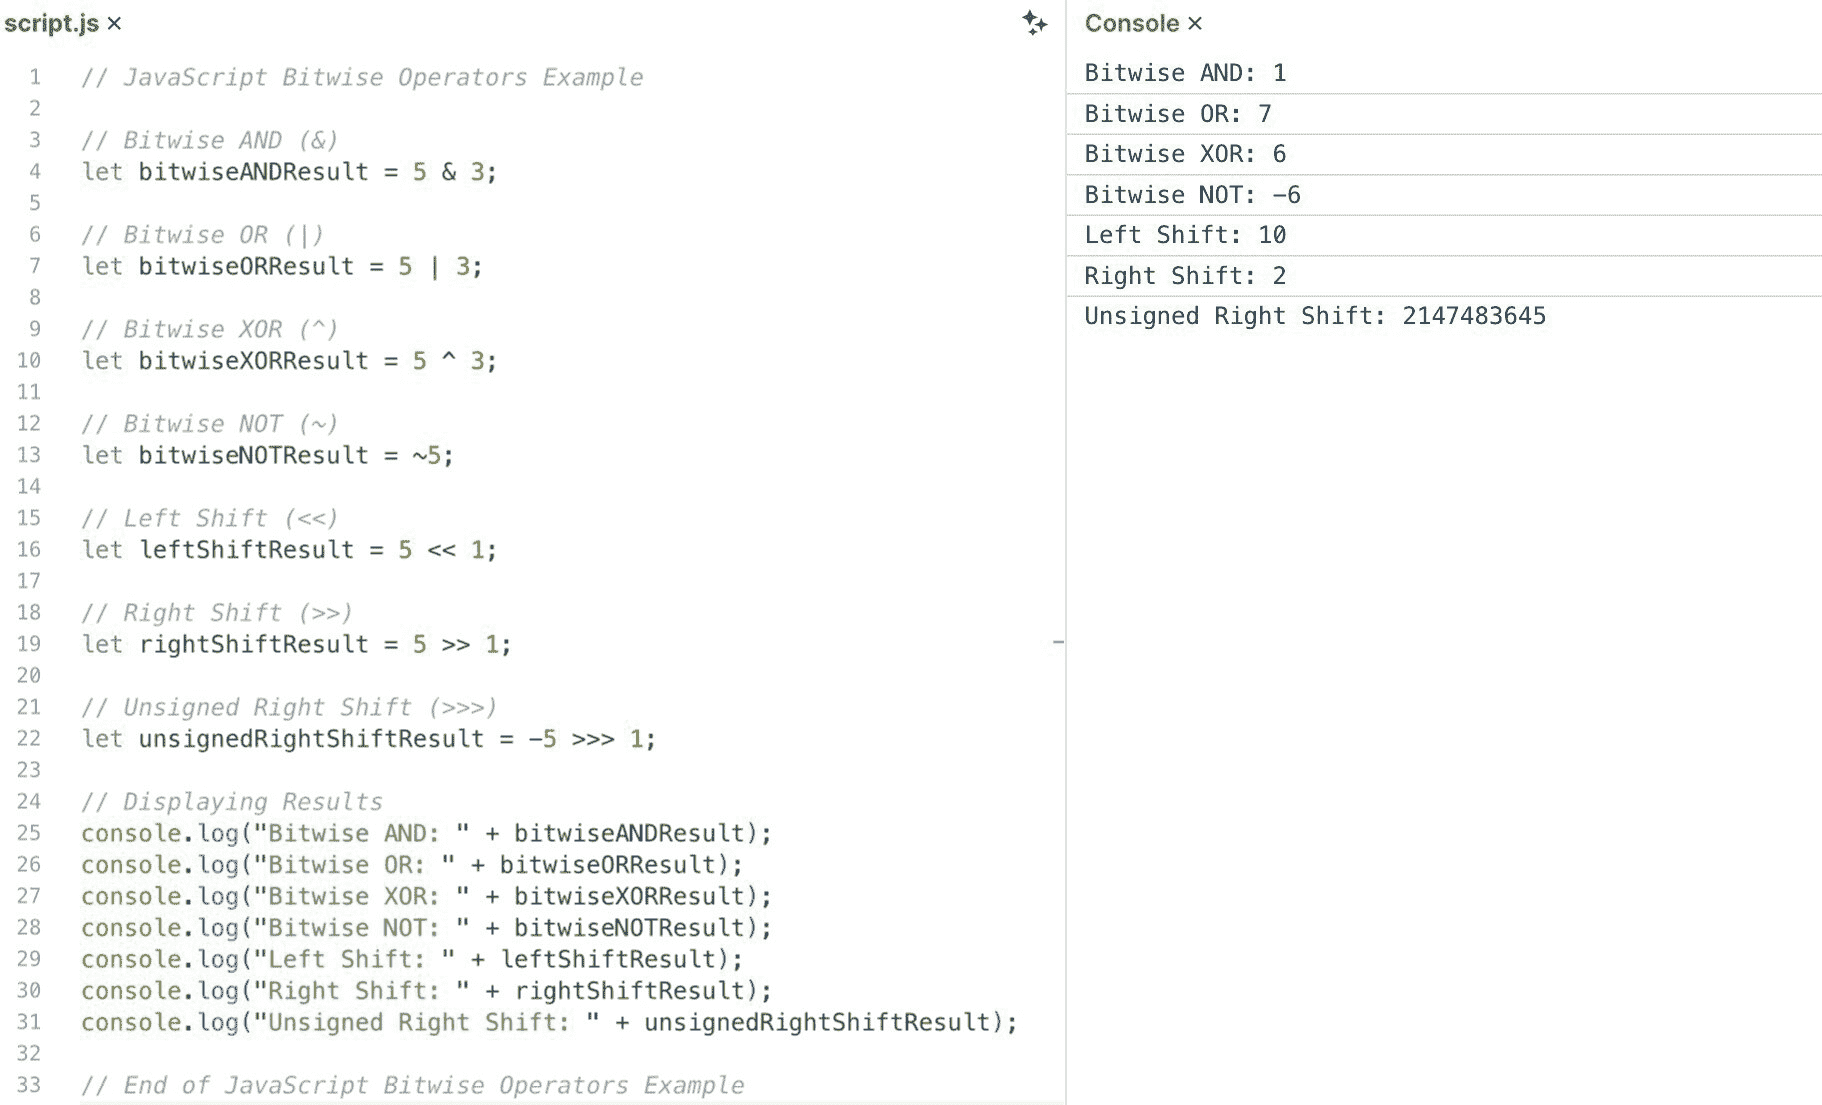 script.js ×
1 // JavaScript Bitwise Operators Example
2
3 // Bitwise AND (&)
4 let bitwiseANDResult = 5 & 3;
5
6 // Bitwise OR (|)
7 let bitwiseORResult = 5 | 3;
8
9 // Bitwise XOR (^)
10 let bitwiseXORResult = 5 ^ 3;
11
12 // Bitwise NOT (~)
13 let bitwiseNOTResult = ~5;
14
15 // Left Shift (<<)
16 let leftShiftResult = 5 << 1;
17
18 // Right Shift (>>)
19 let rightShiftResult = 5 >> 1;
20
21 // Unsigned Right Shift (>>>)
22 let unsignedRightShiftResult = -5 >>> 1;
23
24 // Displaying Results
25 console.log("Bitwise AND: " + bitwiseANDResult);
26 console.log("Bitwise OR: " + bitwiseORResult);
27 console.log("Bitwise XOR: " + bitwiseXORResult);
28 console.log("Bitwise NOT: " + bitwiseNOTResult);
29 console.log("Left Shift: " + leftShiftResult);
30 console.log("Right Shift: " + rightShiftResult);
31 console.log("Unsigned Right Shift: " + unsignedRightShiftResult);
32
33 // End of JavaScript Bitwise Operators Example
Console ×
Bitwise AND: 1
Bitwise OR: 7
Bitwise XOR: 6
Bitwise NOT: -6
Left Shift: 10
Right Shift: 2
Unsigned Right Shift: 2147483645